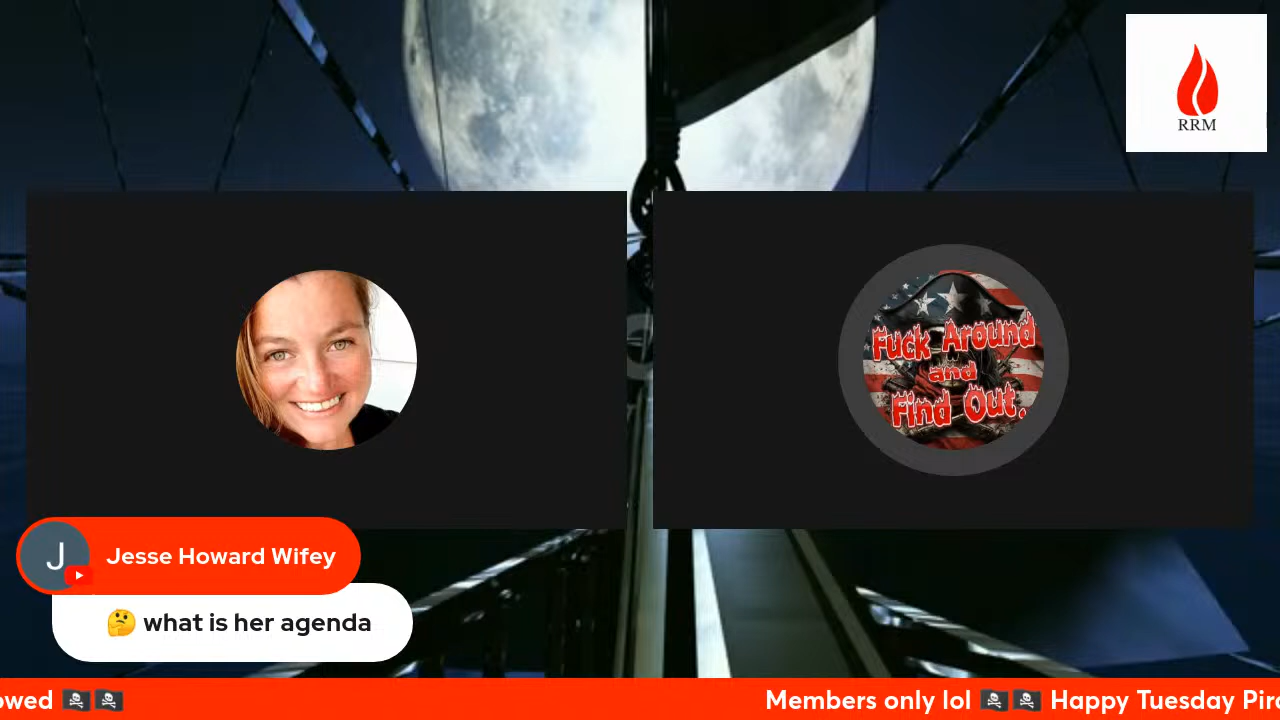 RRM
Fuck Around
and
Find Out.
Jesse Howard Wifey
J
🤔 what is her agenda
owed 🏴‍☠️🏴‍☠️
Members only lol 🏴‍☠️🏴‍☠️ Happy Tuesday Pir